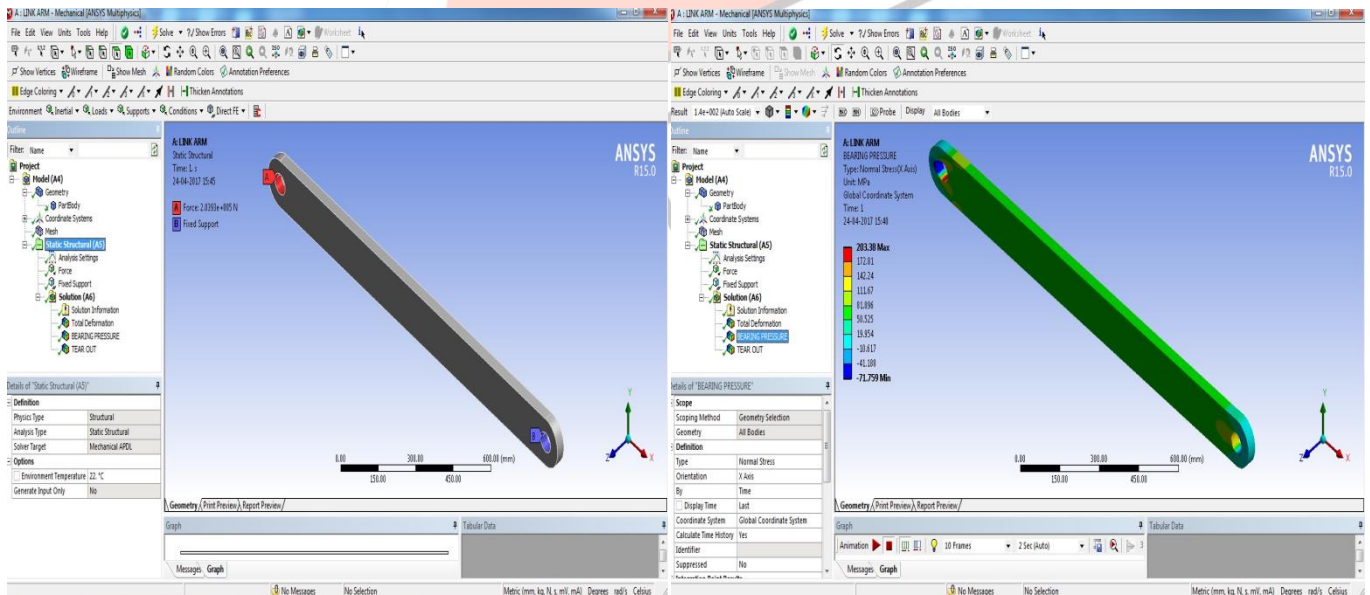 A : LINK ARM - Mechanical [ANSYS Multiphysics]
File Edit View Units Tools Help Solve ?/ Show Errors Worksheet
Show Vertices Wireframe Show Mesh Random Colors Annotation Preferences
Edge Coloring Thicken Annotations
Environment Inertial Loads Supports Conditions Direct FE
Outline
Filter: Name
Project
Model (A4)
Geometry
PartBody
Coordinate Systems
Mesh
Static Structural (A5)
Analysis Settings
Force
Fixed Support
Solution (A6)
Solution Information
Total Deformation
BEARING PRESSURE
TEAR OUT
Details of "Static Structural (A5)"
Definition
Physics Type Structural
Analysis Type Static Structural
Solver Target Mechanical APDL
Options
Environment Temperature 22. °C
Generate Input Only No
A: LINK ARM
Static Structural
Time: 1. s
24-04-2017 15:45
A Force: 2.0393e+005 N
B Fixed Support
ANSYS
R15.0
A
B
Y
Z X
0.00 300.00 600.00 (mm)
150.00 450.00
Geometry Print Preview Report Preview
Graph
Tabular Data
Messages Graph
No Messages No Selection Metric (mm, kg, N, s, mV, mA) Degrees rad/s Celsius
A : LINK ARM - Mechanical [ANSYS Multiphysics]
File Edit View Units Tools Help Solve ?/ Show Errors Worksheet
Show Vertices Wireframe Show Mesh Random Colors Annotation Preferences
Edge Coloring Thicken Annotations
Result 1.4e+002 (Auto Scale) Probe Display All Bodies
Outline
Filter: Name
Project
Model (A4)
Geometry
PartBody
Coordinate Systems
Mesh
Static Structural (A5)
Analysis Settings
Force
Fixed Support
Solution (A6)
Solution Information
Total Deformation
BEARING PRESSURE
TEAR OUT
Details of "BEARING PRESSURE"
Scope
Scoping Method Geometry Selection
Geometry All Bodies
Definition
Type Normal Stress
Orientation X Axis
By Time
Display Time Last
Coordinate System Global Coordinate System
Calculate Time History Yes
Identifier
Suppressed No
Integration Point Results
A: LINK ARM
BEARING PRESSURE
Type: Normal Stress(X Axis)
Unit: MPa
Global Coordinate System
Time: 1
24-04-2017 15:40
203.38 Max
172.81
142.24
111.67
81.096
50.525
19.954
-10.617
-41.188
-71.759 Min
ANSYS
R15.0
Y
Z X
0.00 300.00 600.00 (mm)
150.00 450.00
Geometry Print Preview Report Preview
Graph
Tabular Data
Animation 10 Frames 2 Sec (Auto) 3
Messages Graph
No Messages No Selection Metric (mm, kg, N, s, mV, mA) Degrees rad/s Celsius